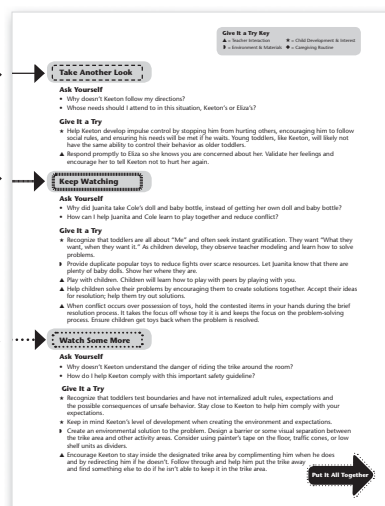 Give It a Try Key
▲ = Teacher Interaction ★ = Child Development & Interest
◗ = Environment & Materials ◆ = Caregiving Routine
Take Another Look
Ask Yourself
• Why doesn't Keeton follow my directions?
• Whose needs should I attend to in this situation, Keeton's or Eliza's?
Give It a Try
★ Help Keeton develop impulse control by stopping him from hurting others, encouraging him to follow
social rules, and ensuring his needs will be met if he waits. Young toddlers, like Keeton, will likely not
have the same ability to control their behavior as older toddlers.
▲ Respond promptly to Eliza so she knows you are concerned about her. Validate her feelings and
encourage her to tell Keeton not to hurt her again.
Keep Watching
Ask Yourself
• Why did Juanita take Cole's doll and baby bottle, instead of getting her own doll and baby bottle?
• How can I help Juanita and Cole learn to play together and reduce conflict?
Give It a Try
★ Recognize that toddlers are all about "Me" and often seek instant gratification. They want "What they
want, when they want it." As children develop, they observe teacher modeling and learn how to solve
problems.
◗ Provide duplicate popular toys to reduce fights over scarce resources. Let Juanita know that there are
plenty of baby dolls. Show her where they are.
▲ Play with children. Children will learn how to play with peers by playing with you.
▲ Help children solve their problems by encouraging them to create solutions together. Accept their ideas
for resolution; help them try out solutions.
▲ When conflict occurs over possession of toys, hold the contested items in your hands during the brief
resolution process. It takes the focus off whose toy it is and keeps the focus on the problem-solving
process. Ensure children get toys back when the problem is resolved.
Watch Some More
Ask Yourself
• Why doesn't Keeton understand the danger of riding the trike around the room?
• How do I help Keeton comply with this important safety guideline?
Give It a Try
★ Recognize that toddlers test boundaries and have not internalized adult rules, expectations and
the possible consequences of unsafe behavior. Stay close to Keeton to help him comply with your
expectations.
★ Keep in mind Keeton's level of development when creating the environment and expectations.
◗ Create an environmental solution to the problem. Design a barrier or some visual separation between
the trike area and other activity areas. Consider using painter's tape on the floor, traffic cones, or low
shelf units as dividers.
▲ Encourage Keeton to stay inside the designated trike area by complimenting him when he does
and by redirecting him if he doesn't. Follow through and help him put the trike away
and find something else to do if he isn't able to keep it in the trike area.
Put It All Together